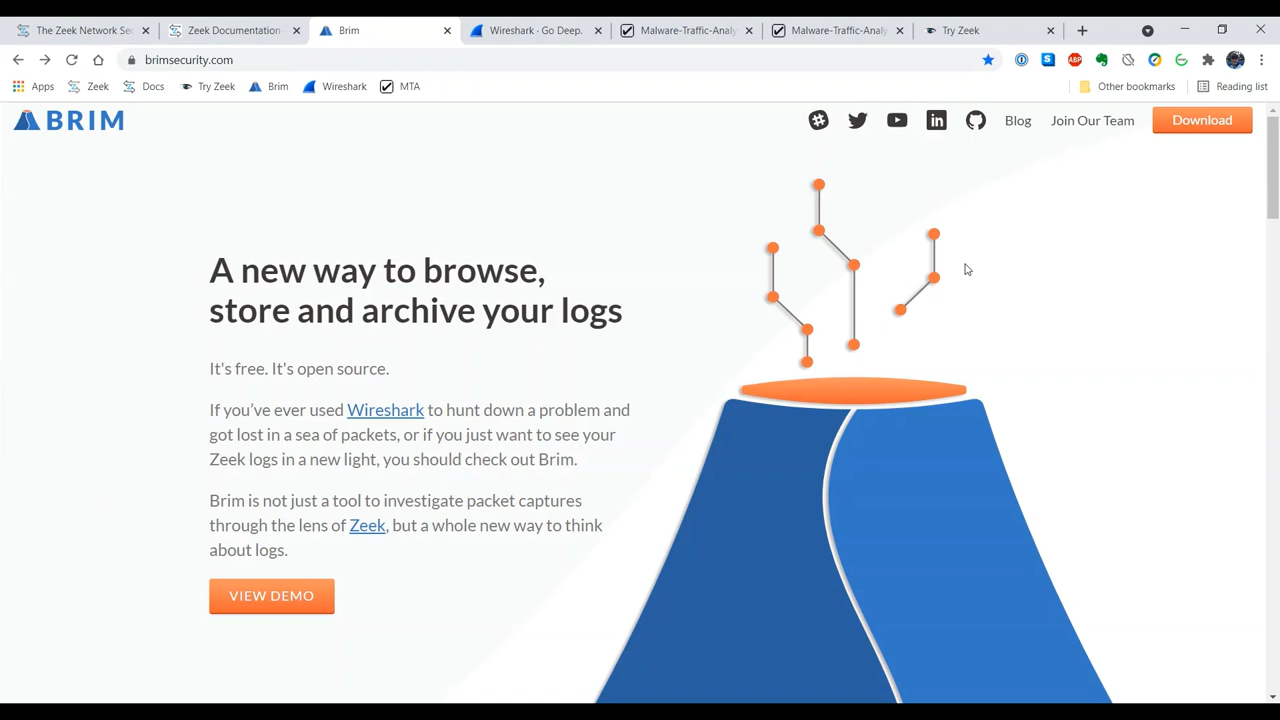 The Zeek Network Sec
Zeek Documentation
Brim
Wireshark · Go Deep.
Malware-Traffic-Analy
Malware-Traffic-Analy
Try Zeek
brimsecurity.com
ABP
Apps
Zeek
Docs
Try Zeek
Brim
Wireshark
MTA
Other bookmarks
Reading list
BRIM
Blog
Join Our Team
Download
A new way to browse,
store and archive your logs
It's free. It's open source.
If you’ve ever used Wireshark to hunt down a problem and
got lost in a sea of packets, or if you just want to see your
Zeek logs in a new light, you should check out Brim.
Brim is not just a tool to investigate packet captures
through the lens of Zeek, but a whole new way to think
about logs.
VIEW DEMO